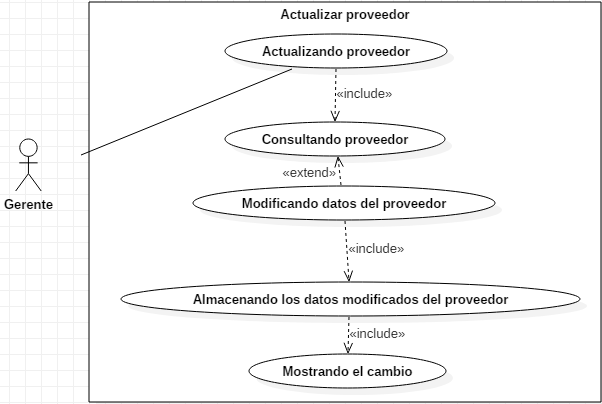 Actualizar proveedor
Actualizando proveedor
«include»
Consultando proveedor
«extend»
Gerente
Modificando datos del proveedor
«include»
Almacenando los datos modificados del proveedor
«include»
Mostrando el cambio